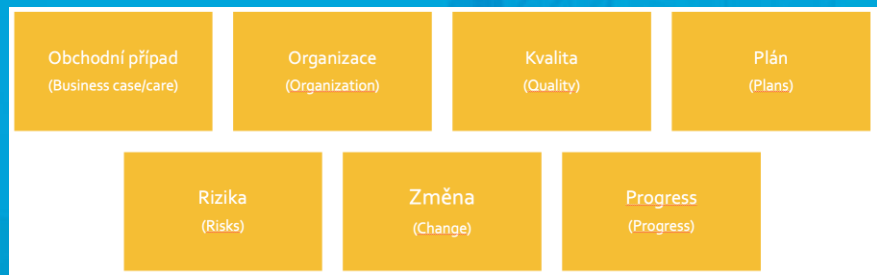 Obchodní případ
(Business case/care)
Organizace
(Organization)
Kvalita
(Quality)
Plán
(Plans)
Rizika
(Risks)
Změna
(Change)
Progress
(Progress)